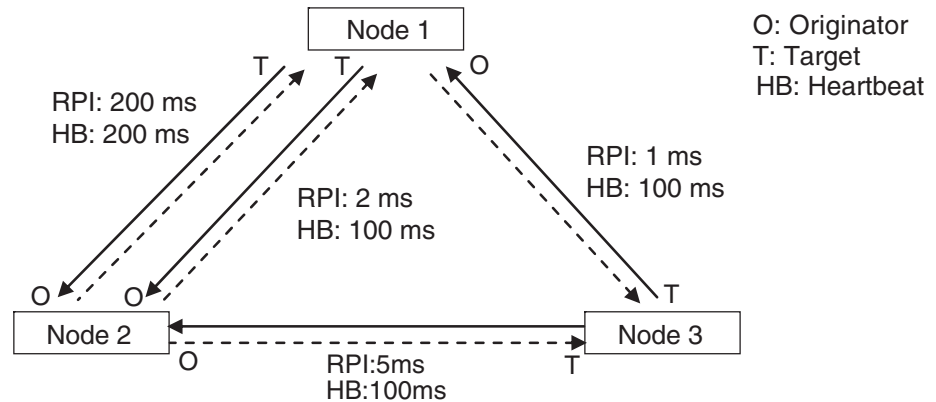 Node 1
O: Originator
T: Target
HB: Heartbeat
T
T
O
RPI: 200 ms
HB: 200 ms
RPI: 2 ms
HB: 100 ms
RPI: 1 ms
HB: 100 ms
O
O
T
Node 2
Node 3
O
T
RPI:5ms
HB:100ms